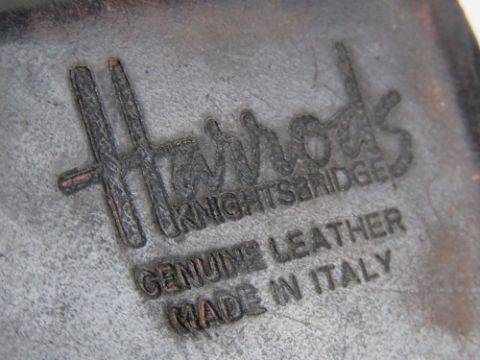 Harrods
KNIGHTSBRIDGE
GENUINE LEATHER
MADE IN ITALY